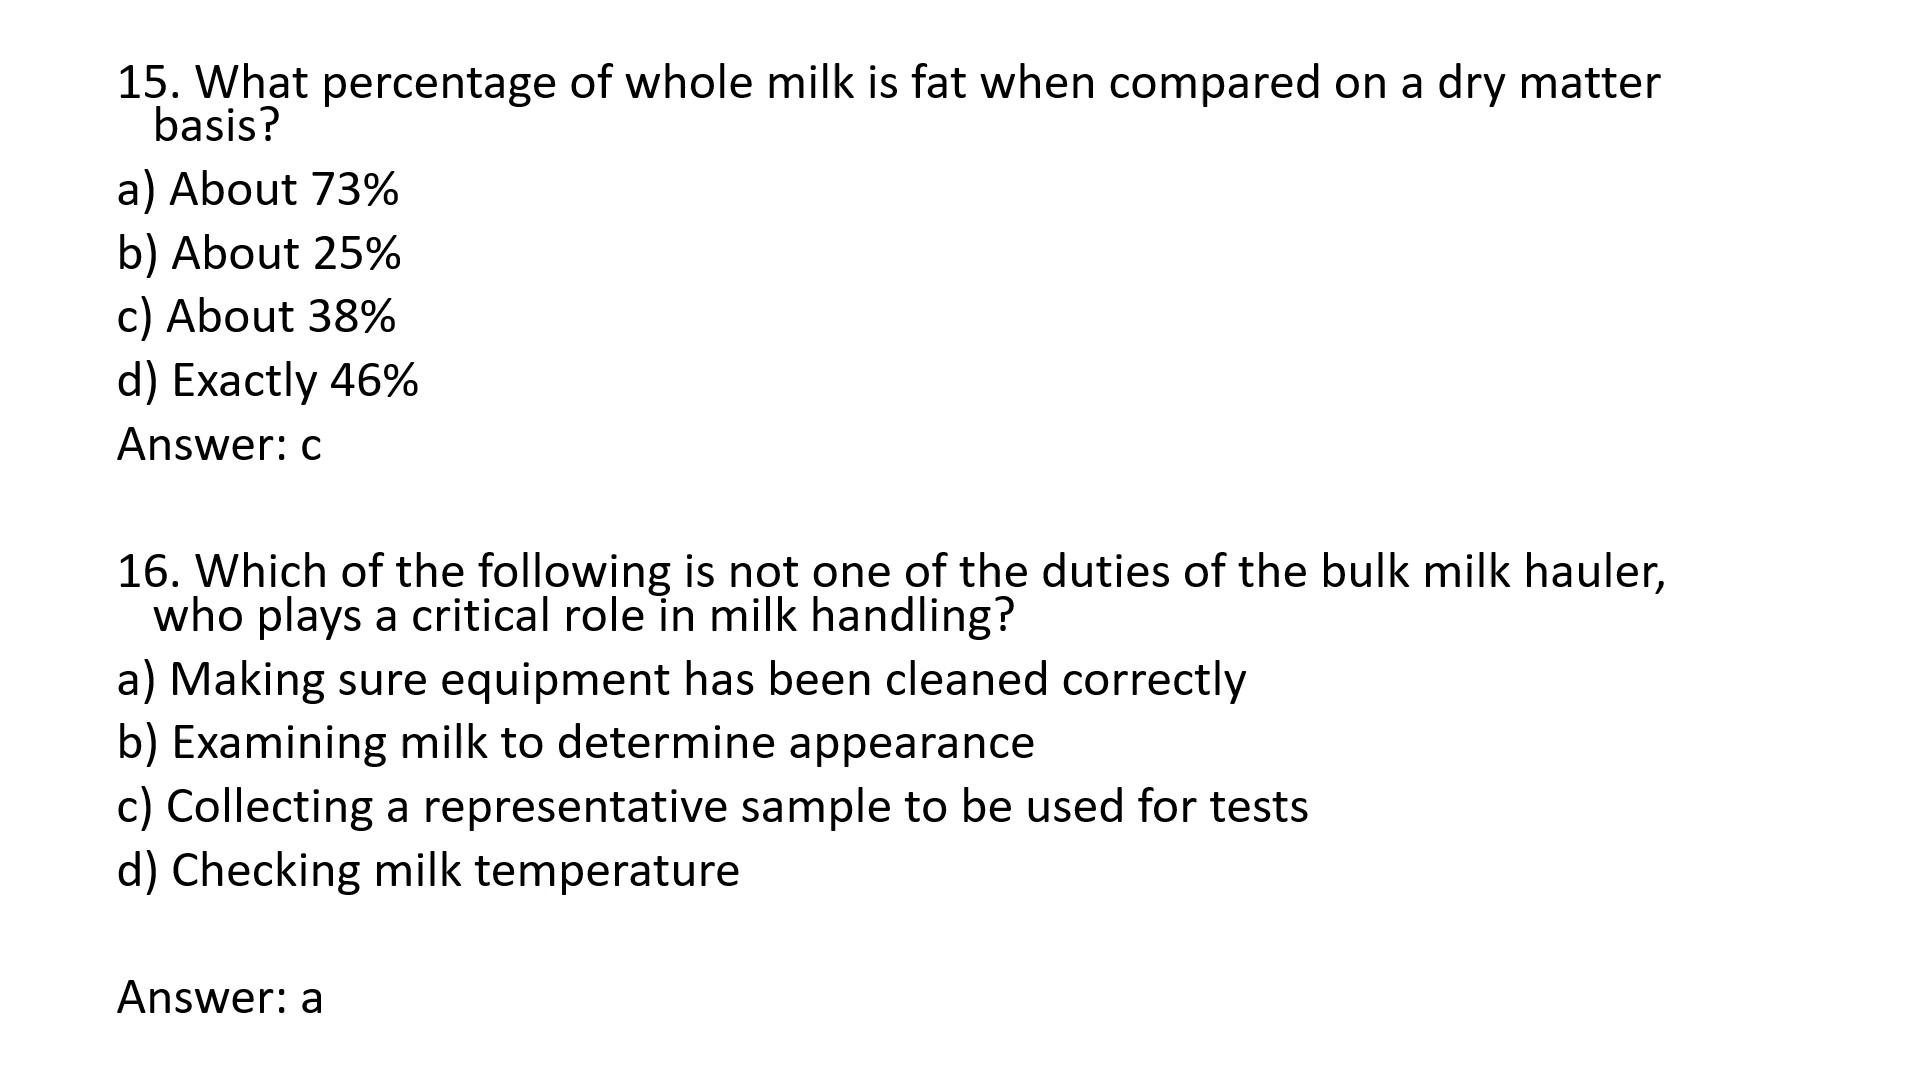 15. What percentage of whole milk is fat when compared on a dry matter
basis?
a) About 73%
b) About 25%
c) About 38%
d) Exactly 46%
Answer: c
16. Which of the following is not one of the duties of the bulk milk hauler,
who plays a critical role in milk handling?
a) Making sure equipment has been cleaned correctly
b) Examining milk to determine appearance
c) Collecting a representative sample to be used for tests
d) Checking milk temperature
Answer: a